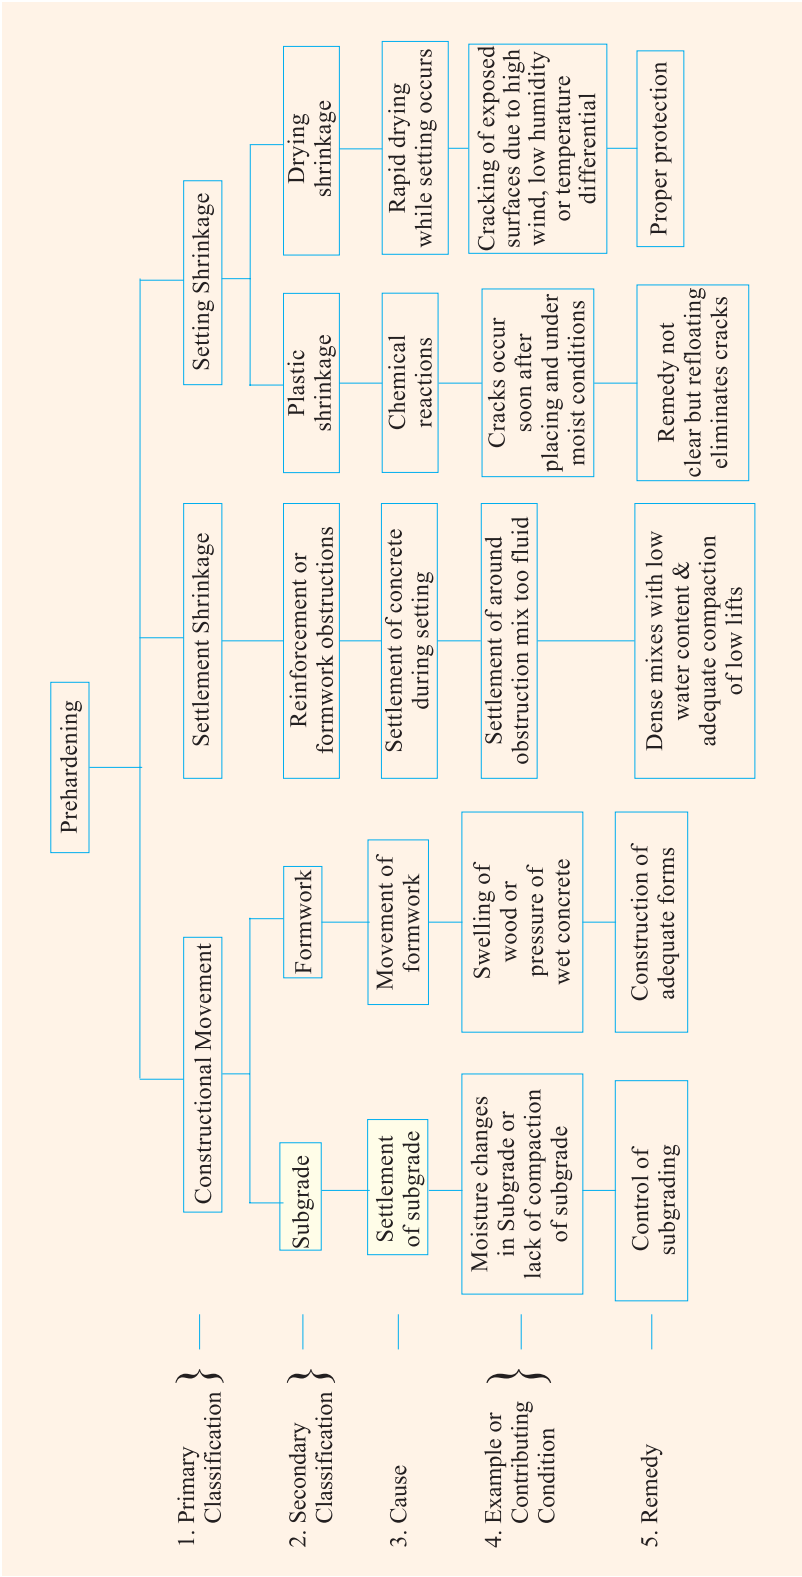 Prehardening
1. Primary
Classification
Constructional Movement
Settlement Shrinkage
Setting Shrinkage
2. Secondary
Classification
Subgrade
Formwork
Reinforcement or
formwork obstructions
Plastic
shrinkage
Drying
shrinkage
3. Cause
Settlement
of subgrade
Movement of
formwork
Settlement of concrete
during setting
Chemical
reactions
Rapid drying
while setting occurs
4. Example or
Contributing
Condition
Moisture changes
in Subgrade or
lack of compaction
of subgrade
Swelling of
wood or
pressure of
wet concrete
Settlement of around
obstruction mix too fluid
Cracks occur
soon after
placing and under
moist conditions
Cracking of exposed
surfaces due to high
wind, low humidity
or temperature
differential
5. Remedy
Control of
subgrading
Construction of
adequate forms
Dense mixes with low
water content &
adequate compaction
of low lifts
Remedy not
clear but refloating
eliminates cracks
Proper protection